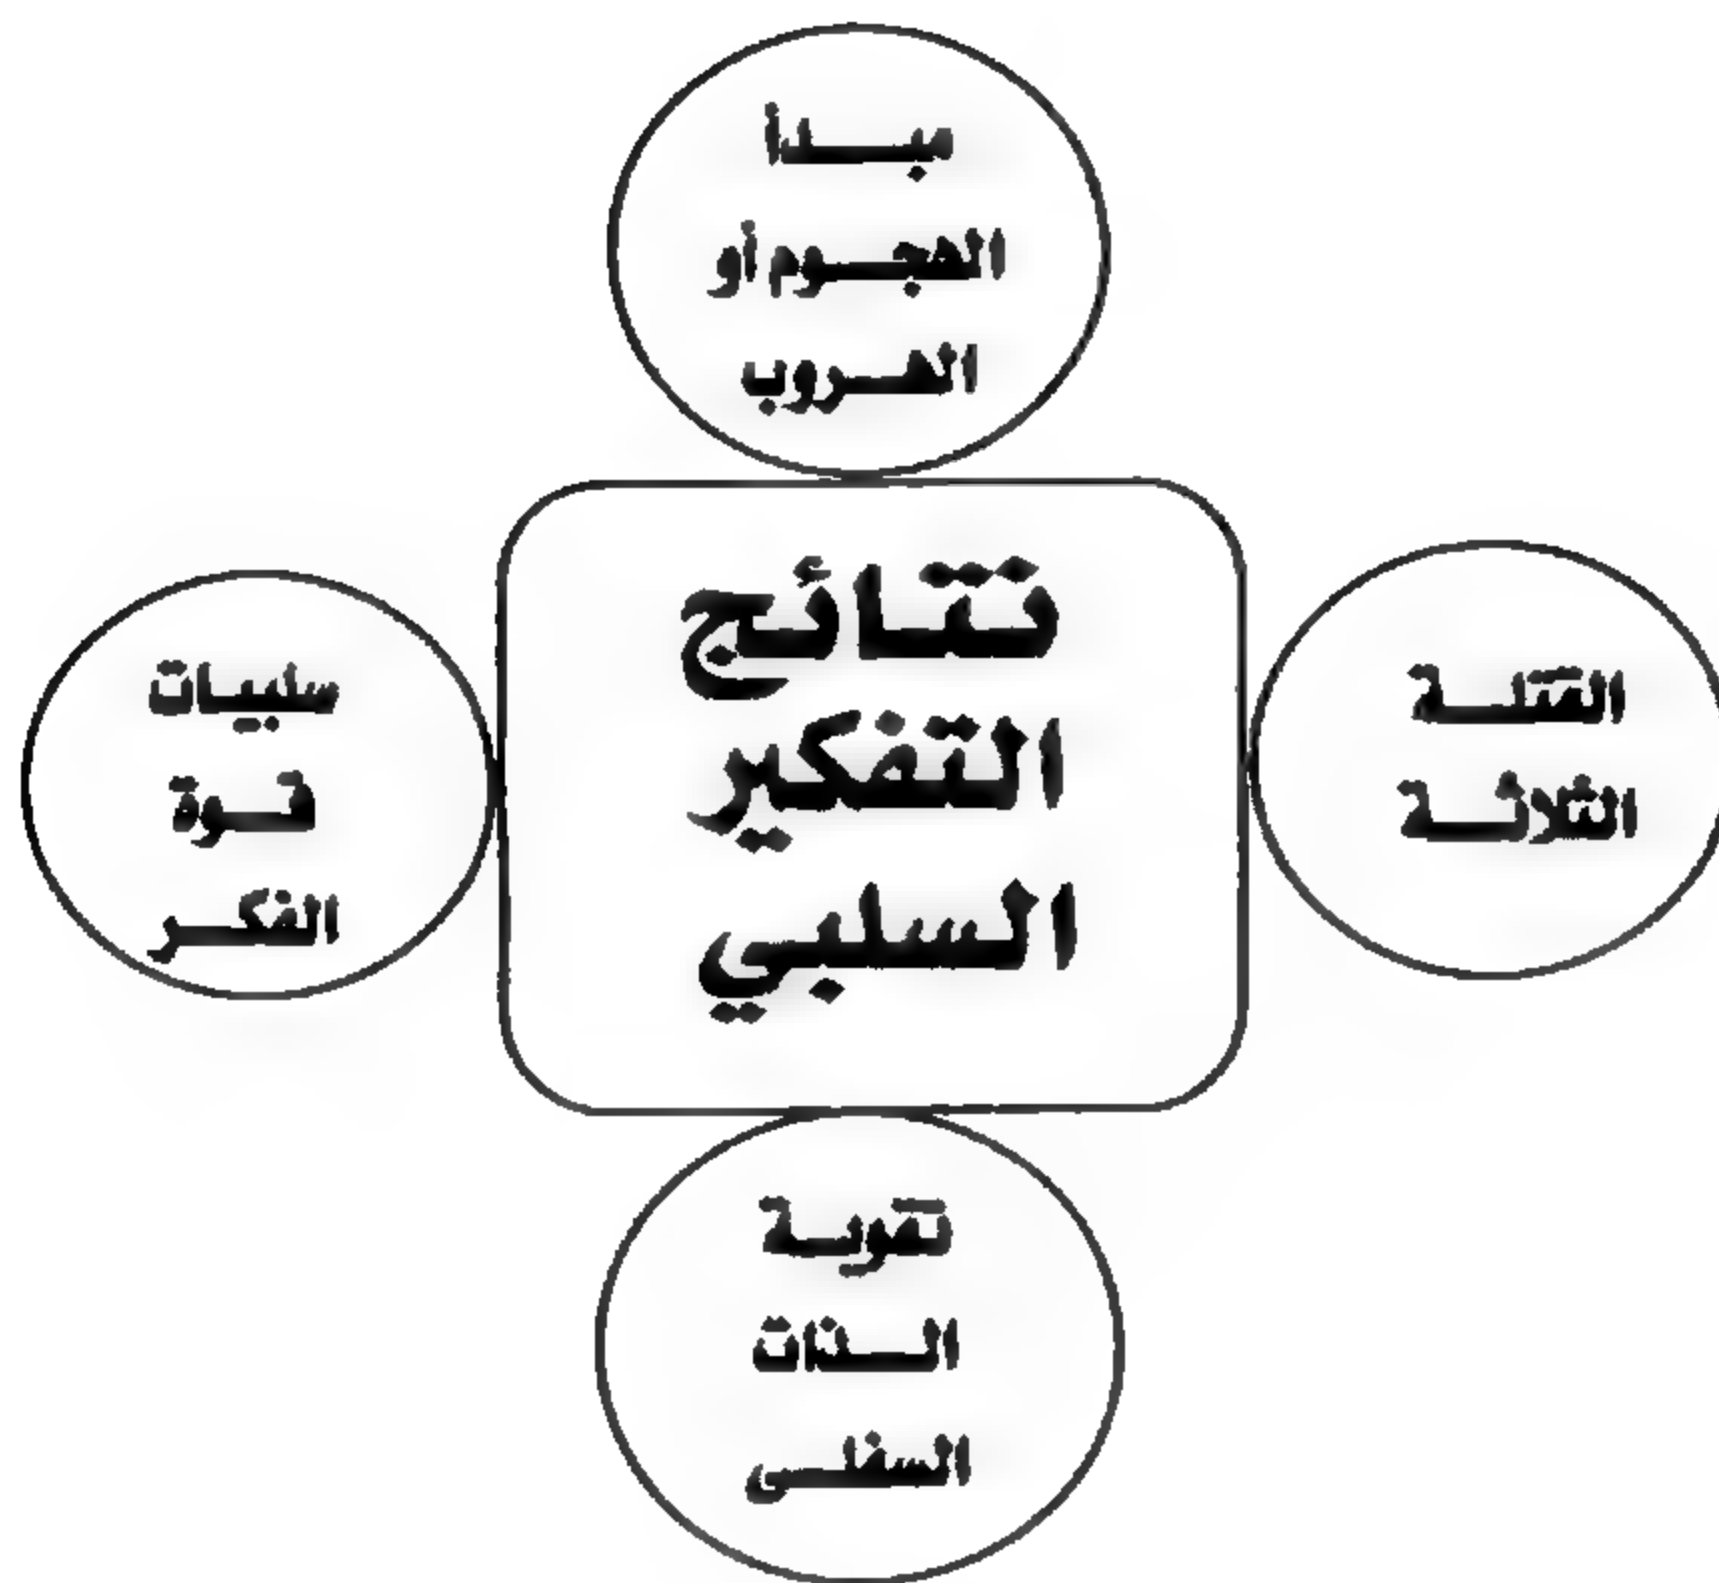 مبدأ
الهجوم أو
الهروب
نتائج
التفكير
السلبي
القتلة
الثلاثة
سلبيات
قوة
الفكر
تقوية
الذات
السفلى